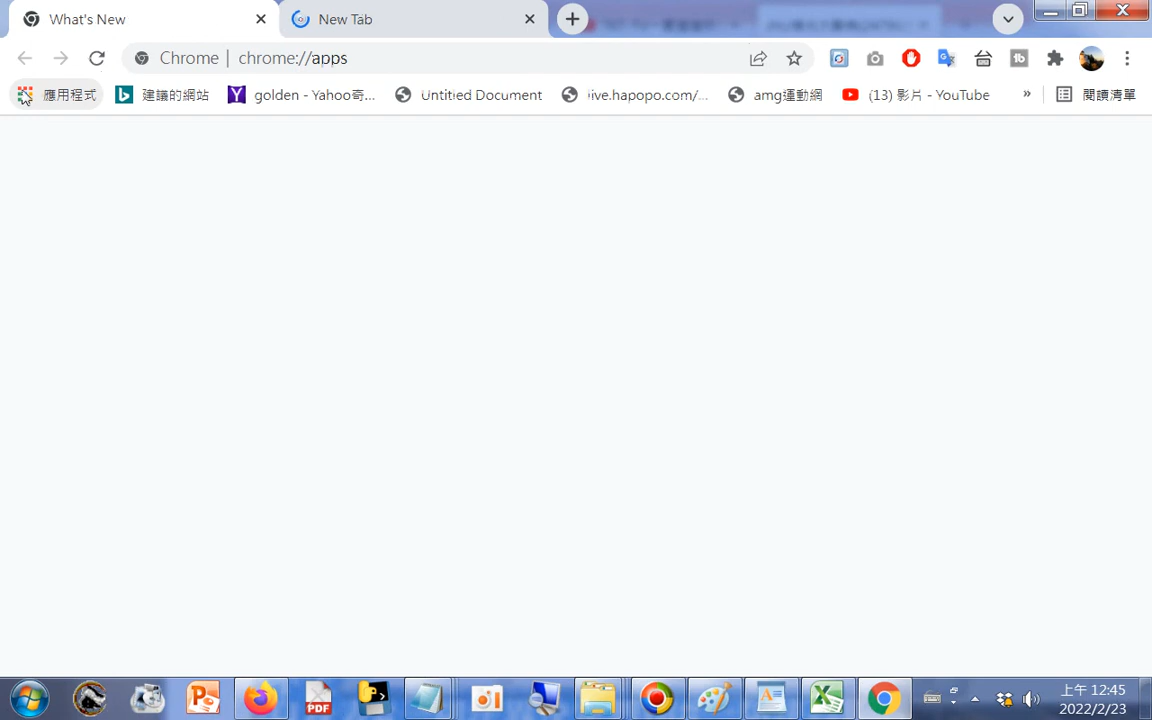 What's New
New Tab
Chrome | chrome://apps
應用程式
建議的網站
golden - Yahoo奇...
Untitled Document
live.hapopo.com/...
amg運動網
(13) 影片 - YouTube
»
閱讀清單
PDF
上午 12:45
2022/2/23